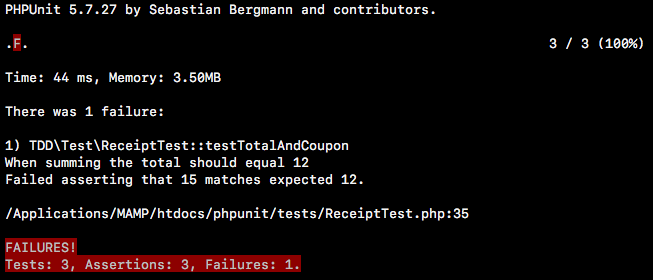 PHPUnit 5.7.27 by Sebastian Bergmann and contributors.
.F. 3 / 3 (100%)
Time: 44 ms, Memory: 3.50MB
There was 1 failure:
1) TDD\Test\ReceiptTest::testTotalAndCoupon
When summing the total should equal 12
Failed asserting that 15 matches expected 12.
/Applications/MAMP/htdocs/phpunit/tests/ReceiptTest.php:35
FAILURES!
Tests: 3, Assertions: 3, Failures: 1.